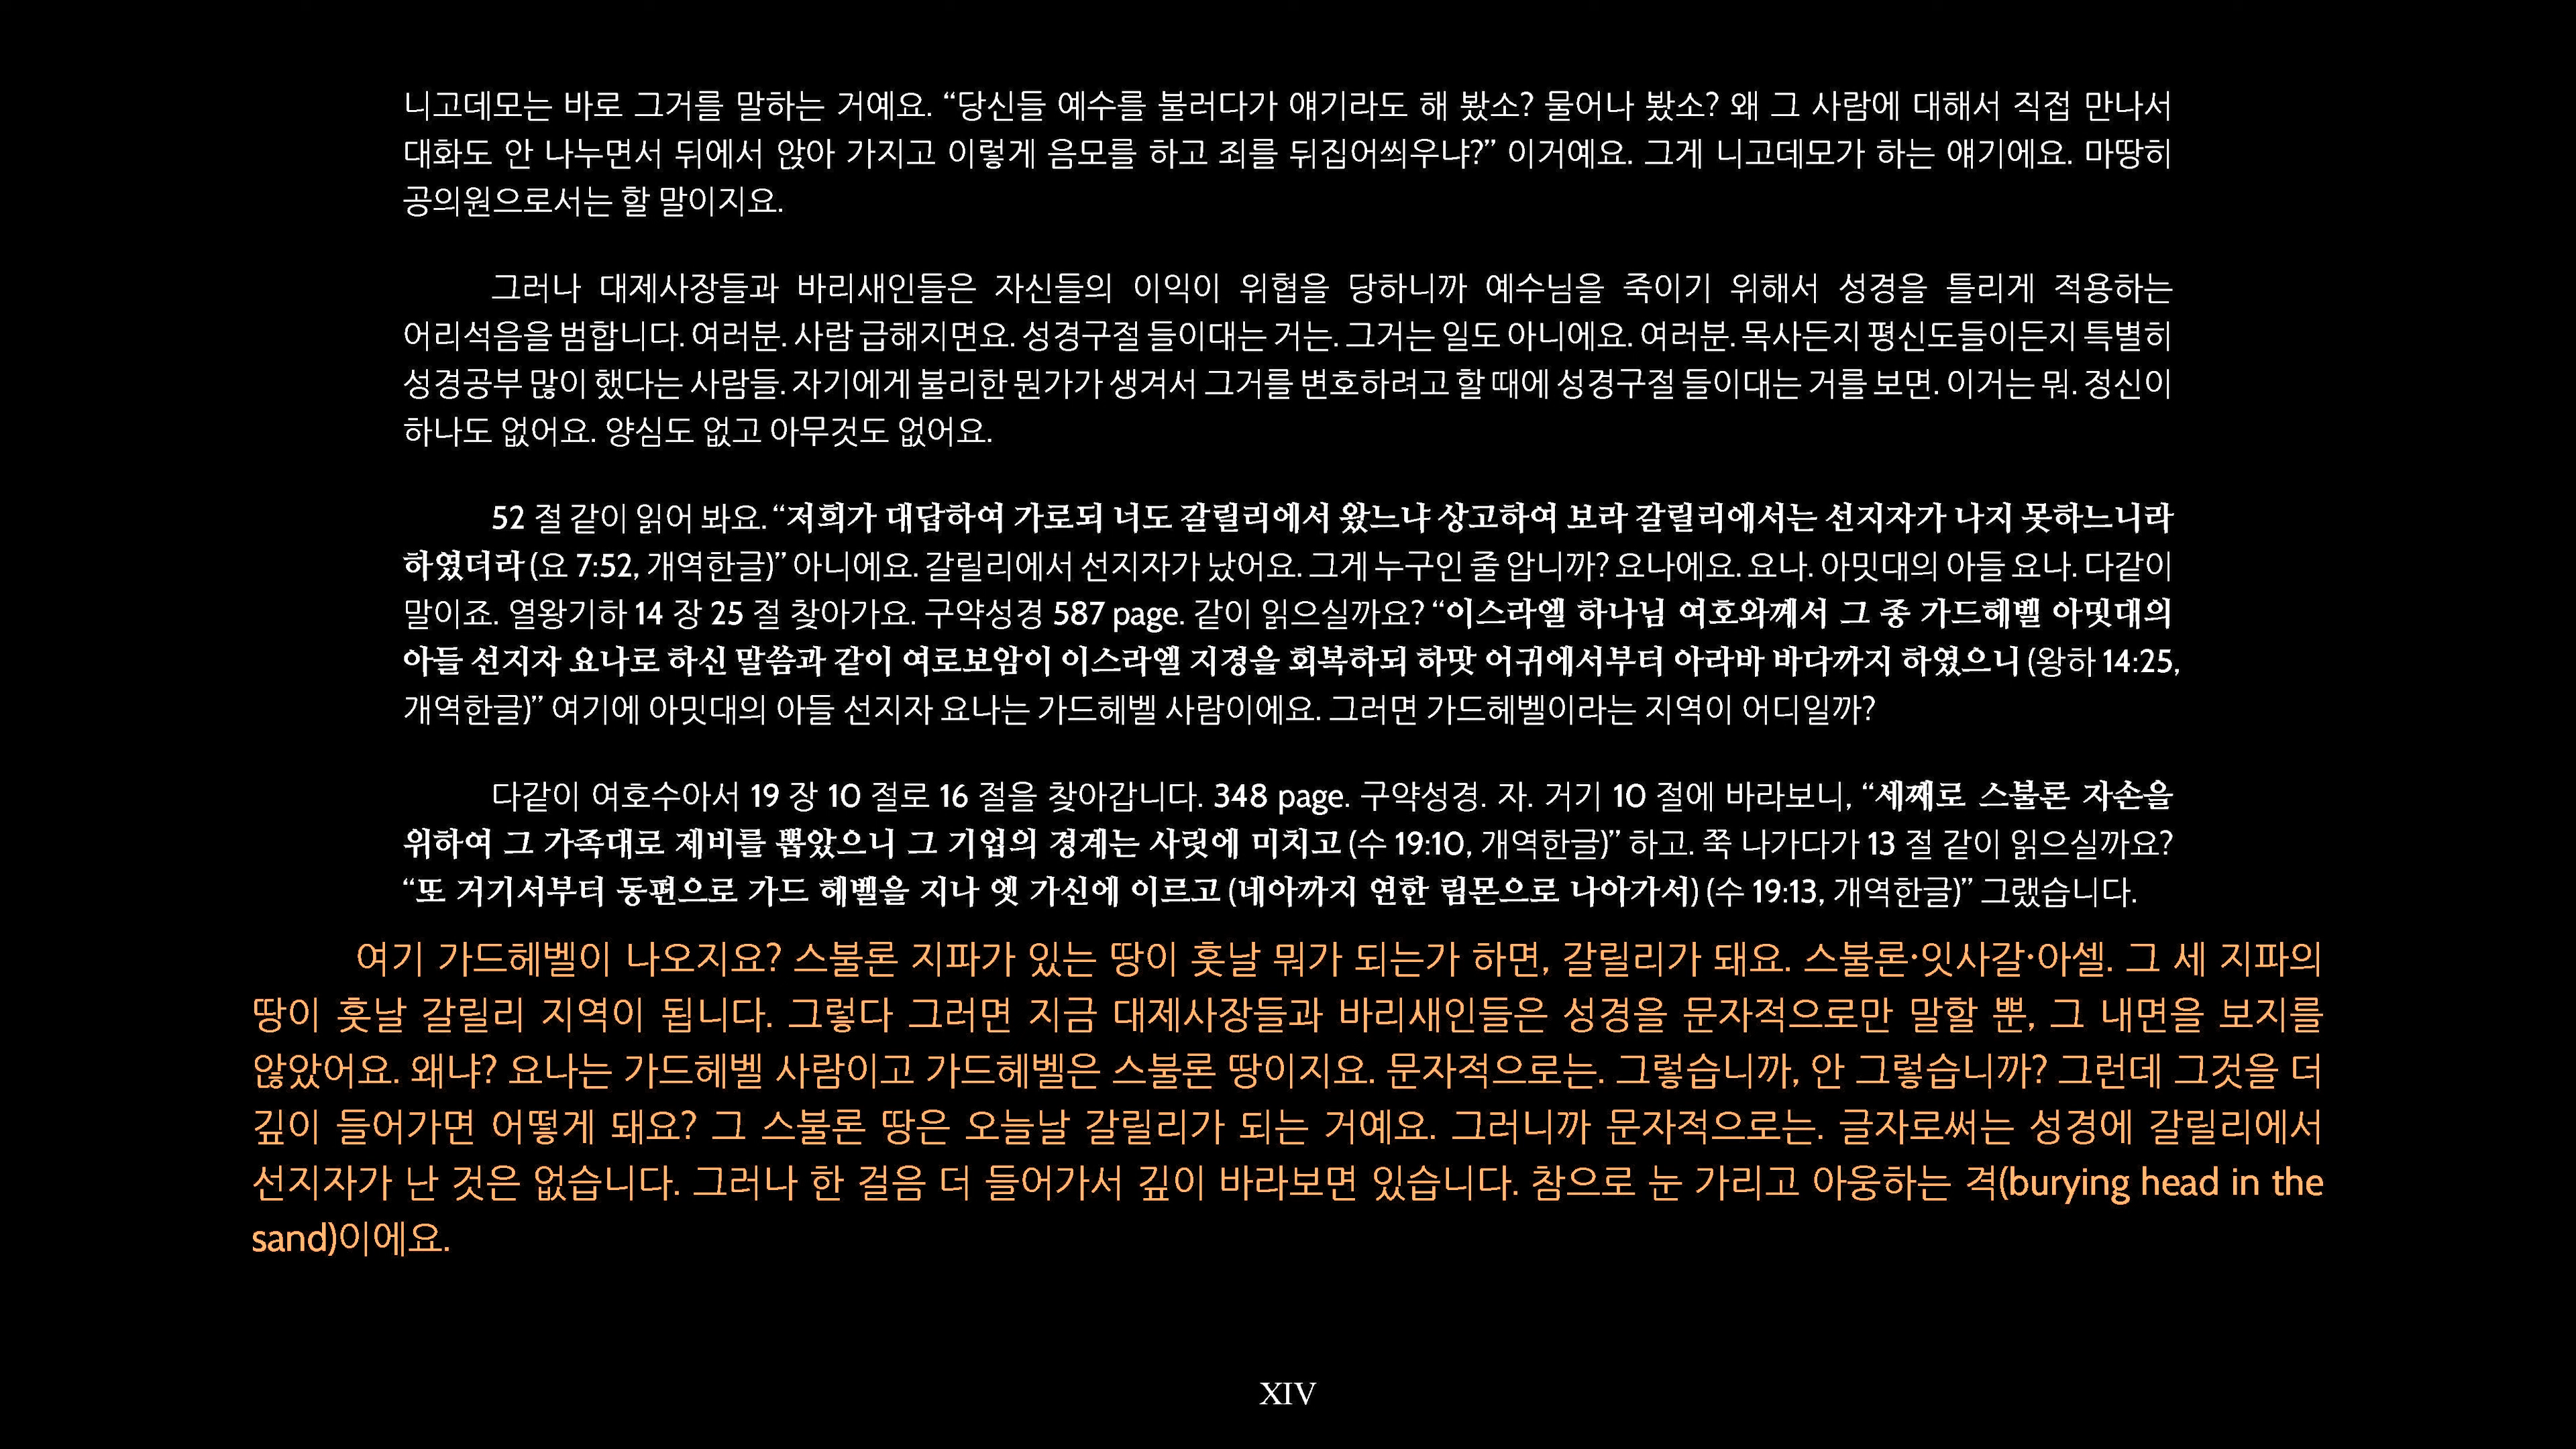 니고데모는 바로 그거를 말하는 거예요. “당신들 예수를 불러다가 얘기라도 해 봤소? 물어나 봤소? 왜 그 사람에 대해서 직접 만나서
대화도 안 나누면서 뒤에서 앉아 가지고 이렇게 음모를 하고 죄를 뒤집어씌우냐?” 이거예요. 그게 니고데모가 하는 얘기에요. 마땅히
공의원으로서는 할 말이지요.
그러나 대제사장들과 바리새인들은 자신들의 이익이 위협을 당하니까 예수님을 죽이기 위해서 성경을 틀리게 적용하는
어리석음을 범합니다. 여러분. 사람 급해지면요. 성경구절 들이대는 거는. 그거는 일도 아니에요. 여러분. 목사든지 평신도들이든지 특별히
성경공부 많이 했다는 사람들. 자기에게 불리한 뭔가가 생겨서 그거를 변호하려고 할 때에 성경구절 들이대는 거를 보면. 이거는 뭐. 정신이
하나도 없어요. 양심도 없고 아무것도 없어요.
52 절 같이 읽어 봐요. “저희가 대답하여 가로되 너도 갈릴리에서 왔느냐 상고하여 보라 갈릴리에서는 선지자가 나지 못하느니라
하였더라 (요 7:52, 개역한글)” 아니에요. 갈릴리에서 선지자가 났어요. 그게 누구인 줄 압니까? 요나에요. 요나. 아밋대의 아들 요나. 다같이
말이죠. 열왕기하 14 장 25 절 찾아가요. 구약성경 587 page. 같이 읽으실까요? “이스라엘 하나님 여호와께서 그 종 가드헤벨 아밋대의
아들 선지자 요나로 하신 말씀과 같이 여로보암이 이스라엘 지경을 회복하되 하맛 어귀에서부터 아라바 바다까지 하였으니 (왕하 14:25,
개역한글)” 여기에 아밋대의 아들 선지자 요나는 가드헤벨 사람이에요. 그러면 가드헤벨이라는 지역이 어디일까?
다같이 여호수아서 19 장 10 절로 16 절을 찾아갑니다. 348 page. 구약성경. 자. 거기 10 절에 바라보니, “세째로 스불론 자손을
위하여 그 가족대로 제비를 뽑았으니 그 기업의 경계는 사릿에 미치고 (수 19:10, 개역한글)” 하고. 쭉 나가다가 13 절 같이 읽으실까요?
“또 거기서부터 동편으로 가드 헤벨을 지나 엣 가신에 이르고 (네아까지 연한 림몬으로 나아가서) (수 19:13, 개역한글)” 그랬습니다.
여기 가드헤벨이 나오지요? 스불론 지파가 있는 땅이 훗날 뭐가 되는가 하면, 갈릴리가 돼요. 스불론·잇사갈·아셀. 그 세 지파의
땅이 훗날 갈릴리 지역이 됩니다. 그렇다 그러면 지금 대제사장들과 바리새인들은 성경을 문자적으로만 말할 뿐, 그 내면을 보지를
않았어요. 왜냐? 요나는 가드헤벨 사람이고 가드헤벨은 스불론 땅이지요. 문자적으로는. 그렇습니까, 안 그렇습니까? 그런데 그것을 더
깊이 들어가면 어떻게 돼요? 그 스불론 땅은 오늘날 갈릴리가 되는 거예요. 그러니까 문자적으로는. 글자로써는 성경에 갈릴리에서
선지자가 난 것은 없습니다. 그러나 한 걸음 더 들어가서 깊이 바라보면 있습니다. 참으로 눈 가리고 아웅하는 격(burying head in the
sand)이에요.
XIV